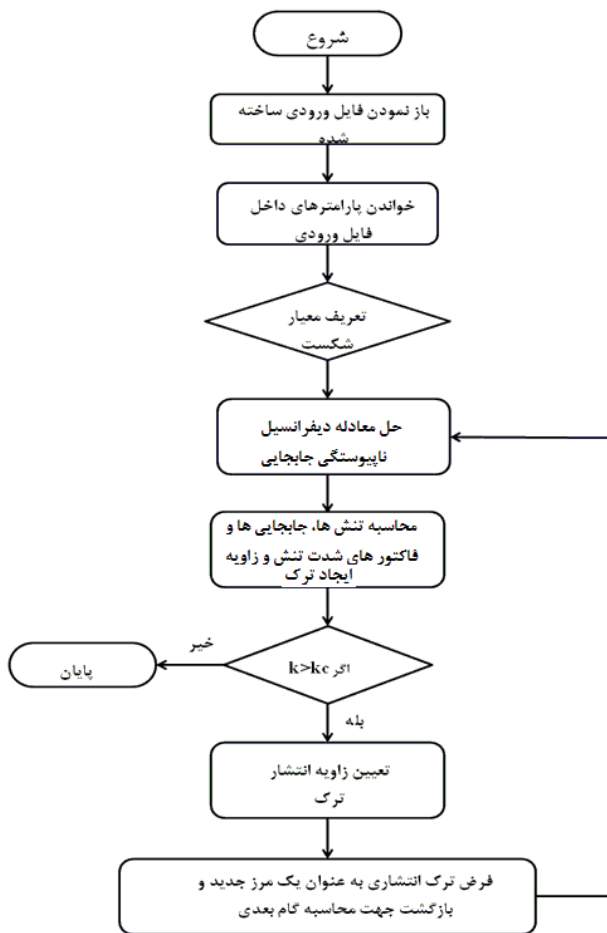 شروع
باز نمودن فایل ورودی ساخته
شده
خواندن پارامترهای داخل
فایل ورودی
تعریف معیار
شکست
حل معادله دیفرانسیل
ناپیوستگی جابجایی
محاسبه تنش ها، جابجایی ها و
فاکتور های شدت تنش و زاویه
ایجاد ترک
اگر k>kc
خیر
پایان
بله
تعیین زاویه انتشار
ترک
فرض ترک انتشاری به عنوان یک مرز جدید و
بازگشت جهت محاسبه گام بعدی